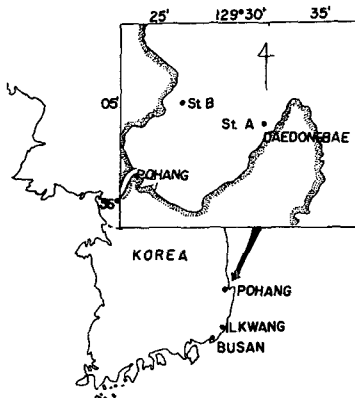 25' 129°30' 35'
05'
St. B
St. A
DAEDONGBAE
POHANG
36°
KOREA
POHANG
ILKWANG
BUSAN